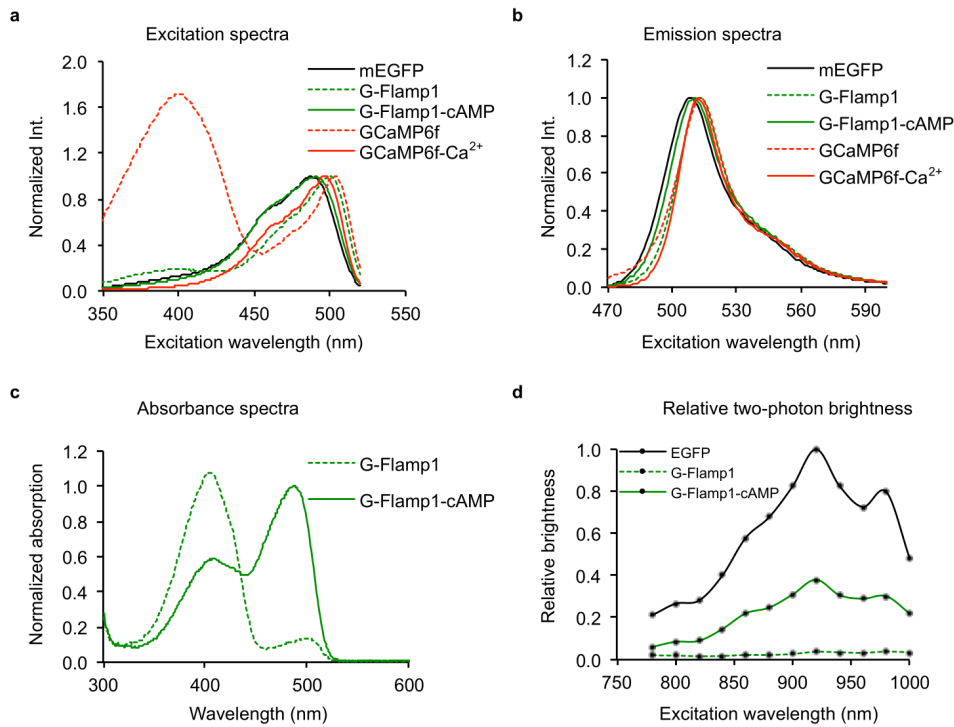 a
Excitation spectra
Normalized Int.
2.0
1.6
1.2
0.8
0.4
0.0
350
400
450
500
550
Excitation wavelength (nm)
mEGFP
G-Flamp1
G-Flamp1-cAMP
GCaMP6f
GCaMP6f-Ca²⁺
b
Emission spectra
Normalized Int.
1.2
1.0
0.8
0.6
0.4
0.2
0.0
470
500
530
560
590
Excitation wavelength (nm)
mEGFP
G-Flamp1
G-Flamp1-cAMP
GCaMP6f
GCaMP6f-Ca²⁺
c
Absorbance spectra
Normalized absorption
1.2
1.0
0.8
0.6
0.4
0.2
0.0
300
400
500
600
Wavelength (nm)
G-Flamp1
G-Flamp1-cAMP
d
Relative two-photon brightness
Relative brightness
1.0
0.8
0.6
0.4
0.2
0.0
750
800
850
900
950
1000
Excitation wavelength (nm)
EGFP
G-Flamp1
G-Flamp1-cAMP